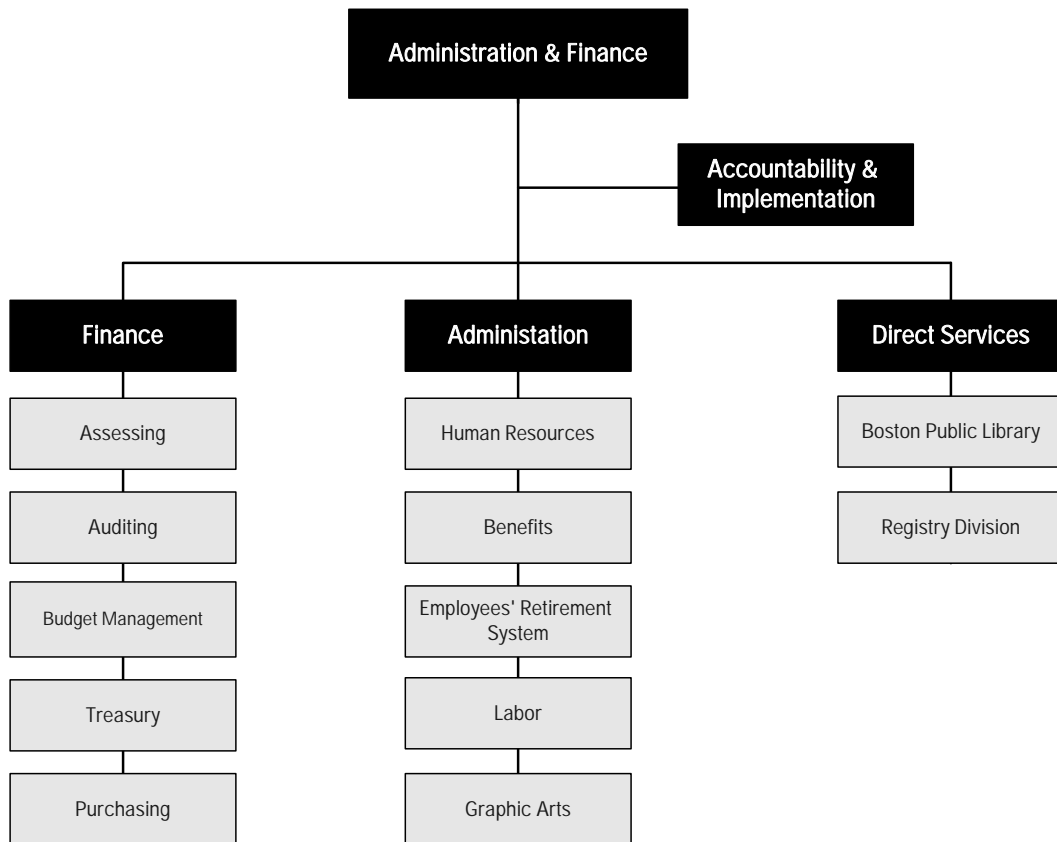 Administration & Finance
Accountability &
Implementation
Finance
Administation
Direct Services
Assessing
Human Resources
Boston Public Library
Auditing
Benefits
Registry Division
Budget Management
Employees' Retirement
System
Treasury
Labor
Purchasing
Graphic Arts